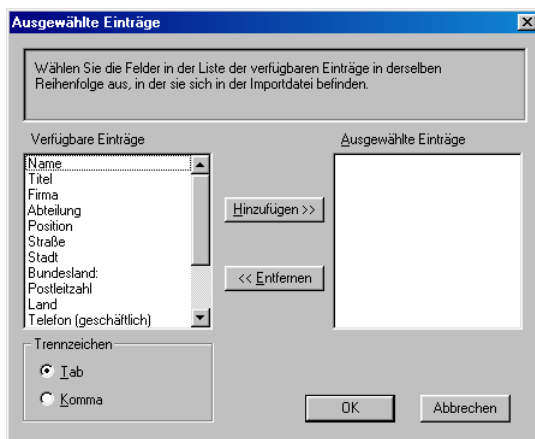 Ausgewählte Einträge
Wählen Sie die Felder in der Liste der verfügbaren Einträge in derselben
Reihenfolge aus, in der sie sich in der Importdatei befinden.
Verfügbare Einträge
Name
Titel
Firma
Abteilung
Position
Straße
Stadt
Bundesland:
Postleitzahl
Land
Telefon (geschäftlich)
Hinzufügen >>
<< Entfernen
Ausgewählte Einträge
Trennzeichen
Tab
Komma
OK
Abbrechen